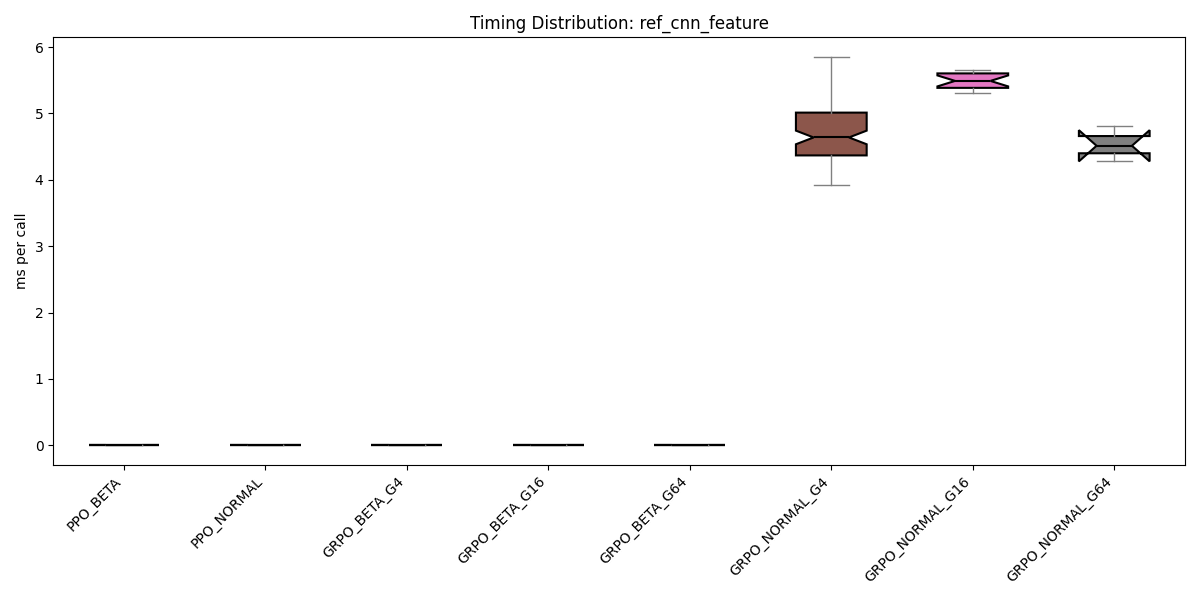 Timing Distribution: ref_cnn_feature
ms per call
6
5
4
3
2
1
0
PPO_BETA
PPO_NORMAL
GRPO_BETA_G4
GRPO_BETA_G16
GRPO_BETA_G64
GRPO_NORMAL_G4
GRPO_NORMAL_G16
GRPO_NORMAL_G64